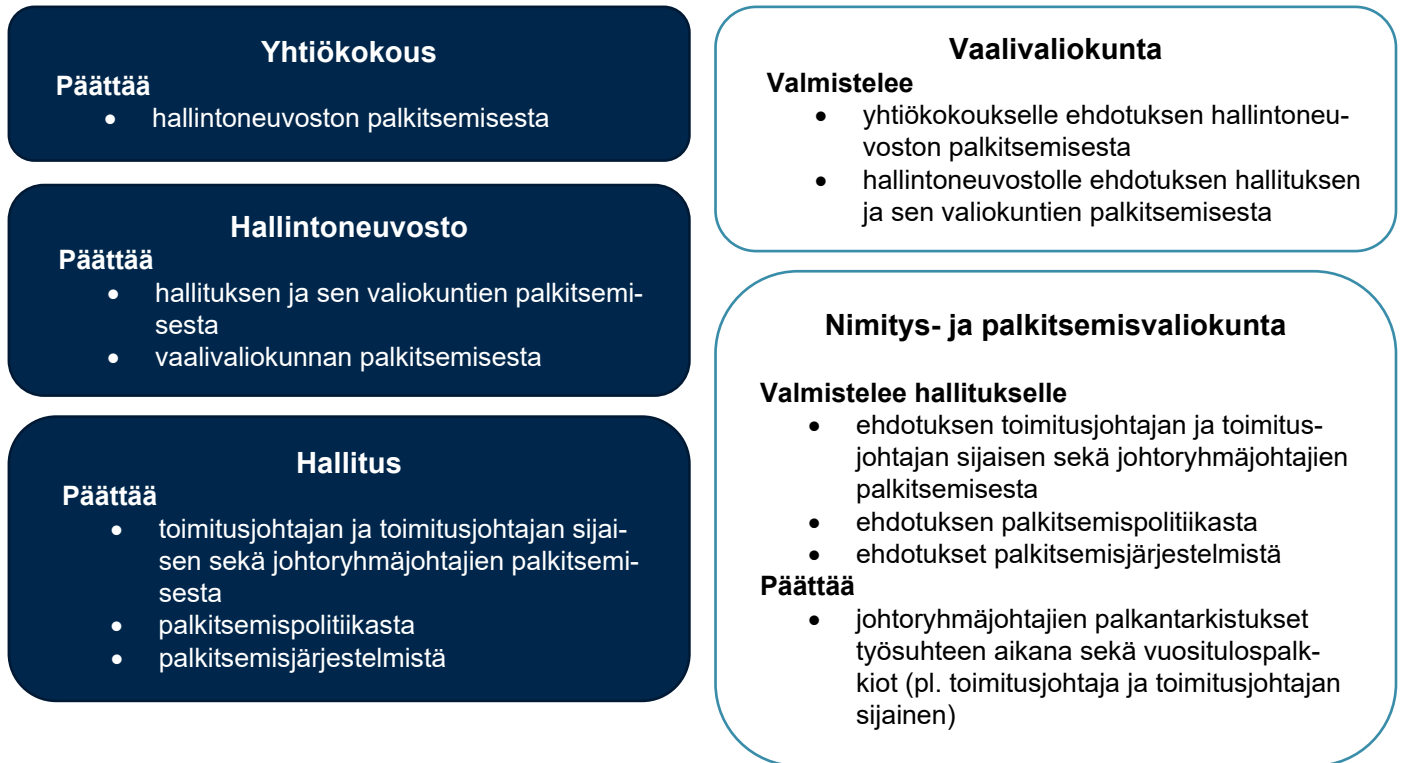 Yhtiökokous
Päättää
• hallintoneuvoston palkitsemisesta
Hallintoneuvosto
Päättää
• hallituksen ja sen valiokuntien palkitsemi-
sesta
• vaalivaliokunnan palkitsemisesta
Hallitus
Päättää
• toimitusjohtajan ja toimitusjohtajan sijai-
sen sekä johtoryhmäjohtajien palkitsemi-
sesta
• palkitsemispolitiikasta
• palkitsemisjärjestelmistä
Vaalivaliokunta
Valmistelee
• yhtiökokoukselle ehdotuksen hallintoneu-
voston palkitsemisesta
• hallintoneuvostolle ehdotuksen hallituksen
ja sen valiokuntien palkitsemisesta
Nimitys- ja palkitsemisvaliokunta
Valmistelee hallitukselle
• ehdotuksen toimitusjohtajan ja toimitus-
johtajan sijaisen sekä johtoryhmäjohtajien
palkitsemisesta
• ehdotuksen palkitsemispolitiikasta
• ehdotukset palkitsemisjärjestelmistä
Päättää
• johtoryhmäjohtajien palkantarkistukset
työsuhteen aikana sekä vuositulospalk-
kiot (pl. toimitusjohtaja ja toimitusjohtajan
sijainen)